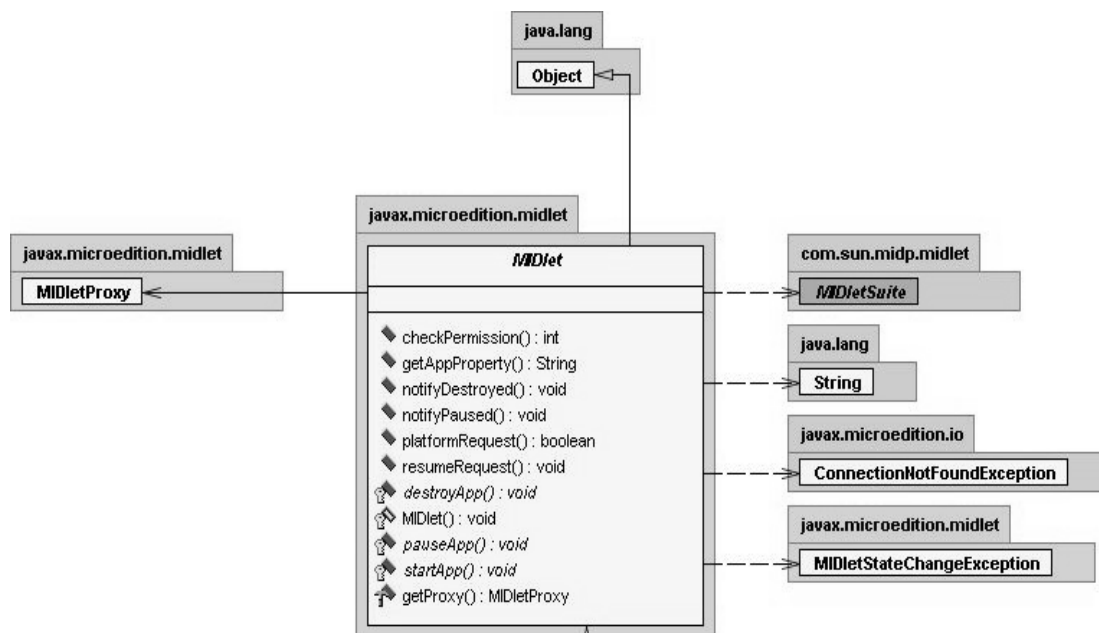 java.lang
Object
javax.microedition.midlet
MIDlet
javax.microedition.midlet
MIDletProxy
com.sun.midp.midlet
MIDletSuite
checkPermission() : int
getAppProperty() : String
notifyDestroyed() : void
notifyPaused() : void
platformRequest() : boolean
resumeRequest() : void
destroyApp() : void
MIDlet() : void
pauseApp() : void
startApp() : void
getProxy() : MIDletProxy
java.lang
String
javax.microedition.io
ConnectionNotFoundException
javax.microedition.midlet
MIDletStateChangeException